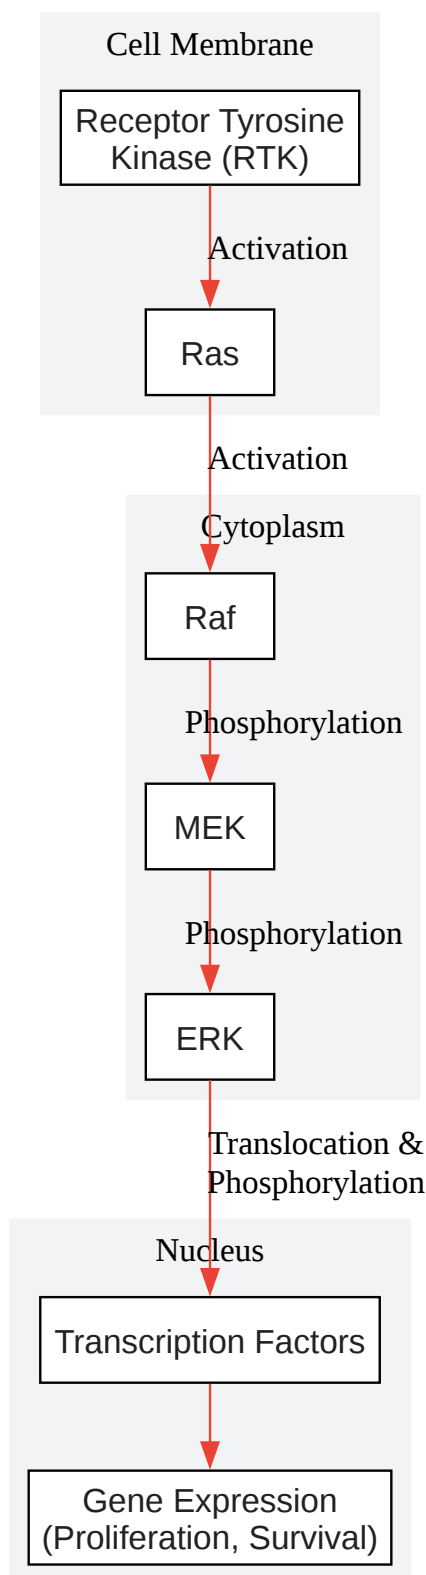 Cell Membrane
Receptor Tyrosine
Kinase (RTK)
Activation
Ras
Activation
Cytoplasm
Raf
Phosphorylation
MEK
Phosphorylation
ERK
Translocation &
Phosphorylation
Nucleus
Transcription Factors
Gene Expression
(Proliferation, Survival)